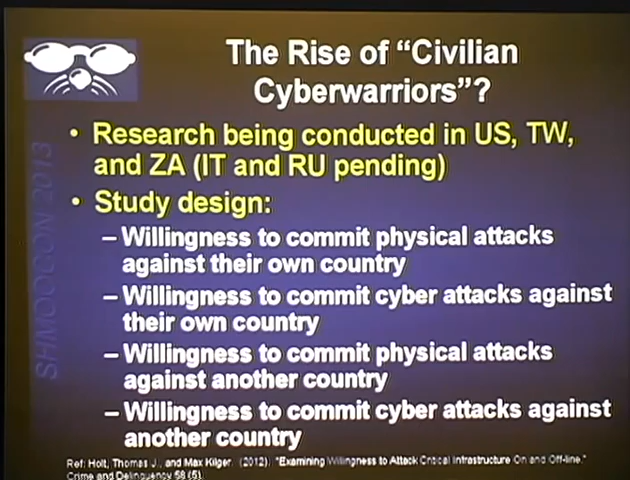 The Rise of “Civilian
Cyberwarriors”?
• Research being conducted in US, TW,
and ZA (IT and RU pending)
• Study design:
– Willingness to commit physical attacks
against their own country
– Willingness to commit cyber attacks against
their own country
– Willingness to commit physical attacks
against another country
– Willingness to commit cyber attacks against
another country
SHMOOCON 2013
Ref: Holt, Thomas J., and Max Kilger. (2012). "Examining Willingness to Attack Critical Infrastructure On and Off-line."
Crime and Delinquency 58 (5).